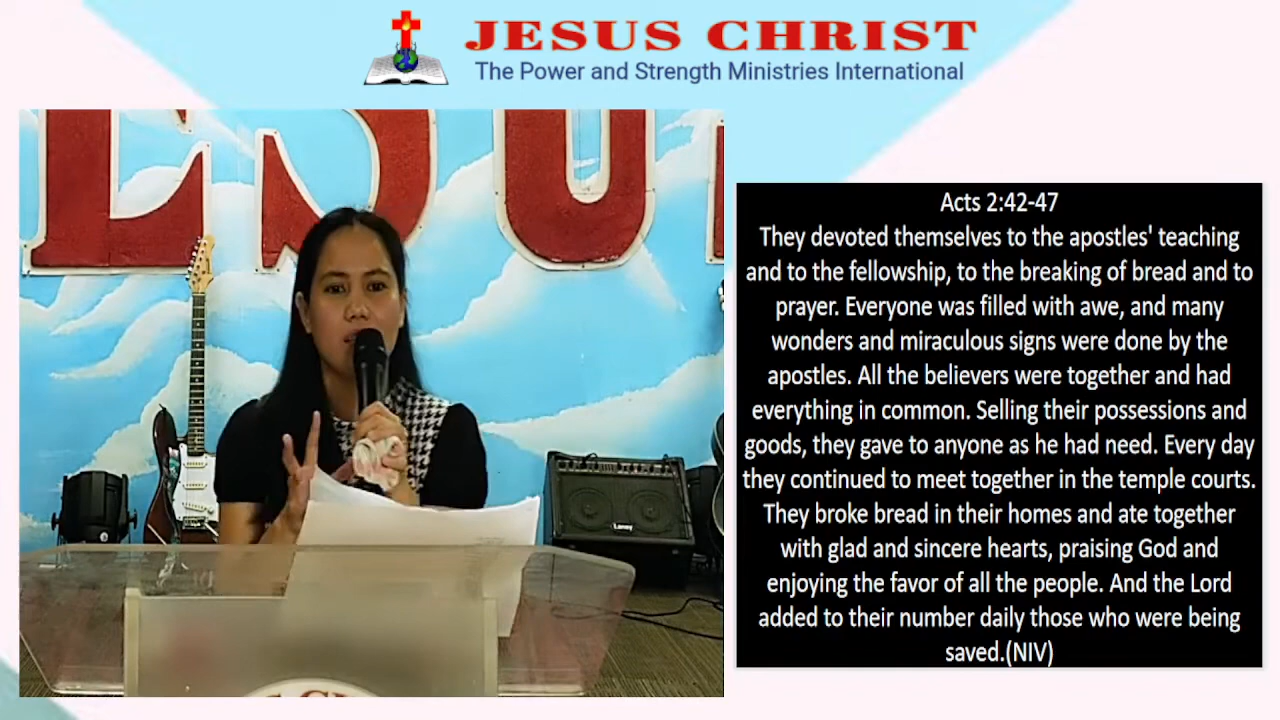 JESUS CHRIST
The Power and Strength Ministries International
ESU
Acts 2:42-47
They devoted themselves to the apostles' teaching
and to the fellowship, to the breaking of bread and to
prayer. Everyone was filled with awe, and many
wonders and miraculous signs were done by the
apostles. All the believers were together and had
everything in common. Selling their possessions and
goods, they gave to anyone as he had need. Every day
they continued to meet together in the temple courts.
They broke bread in their homes and ate together
with glad and sincere hearts, praising God and
enjoying the favor of all the people. And the Lord
added to their number daily those who were being
saved.(NIV)
Laney